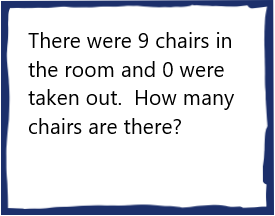 There were 9 chairs in
the room and 0 were
taken out.  How many
chairs are there?